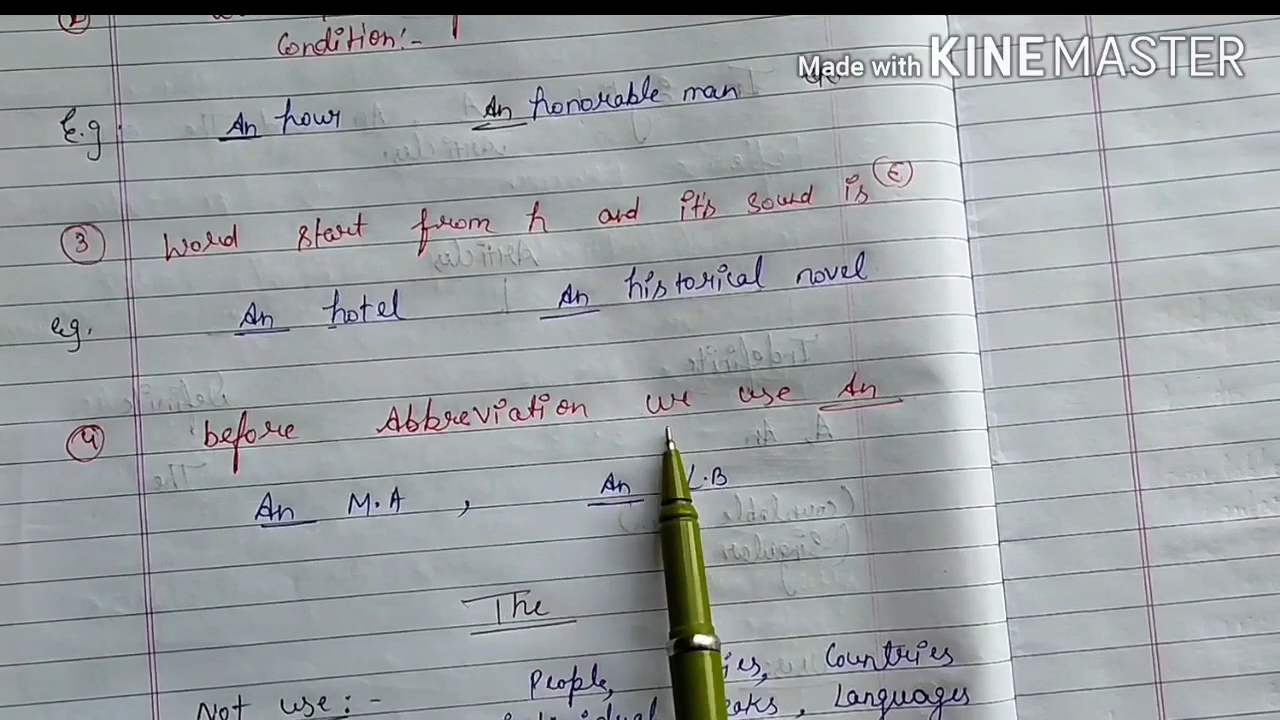 Condition:-
Made with KINEMASTER
E.g. An hour An honorable man
③ Word start from h and it's sound is (ε)
eg. An hotel An historical novel
④ before Abbreviation we use An
An M.A , An L.B
The
Not use:- People, Countries
Languages